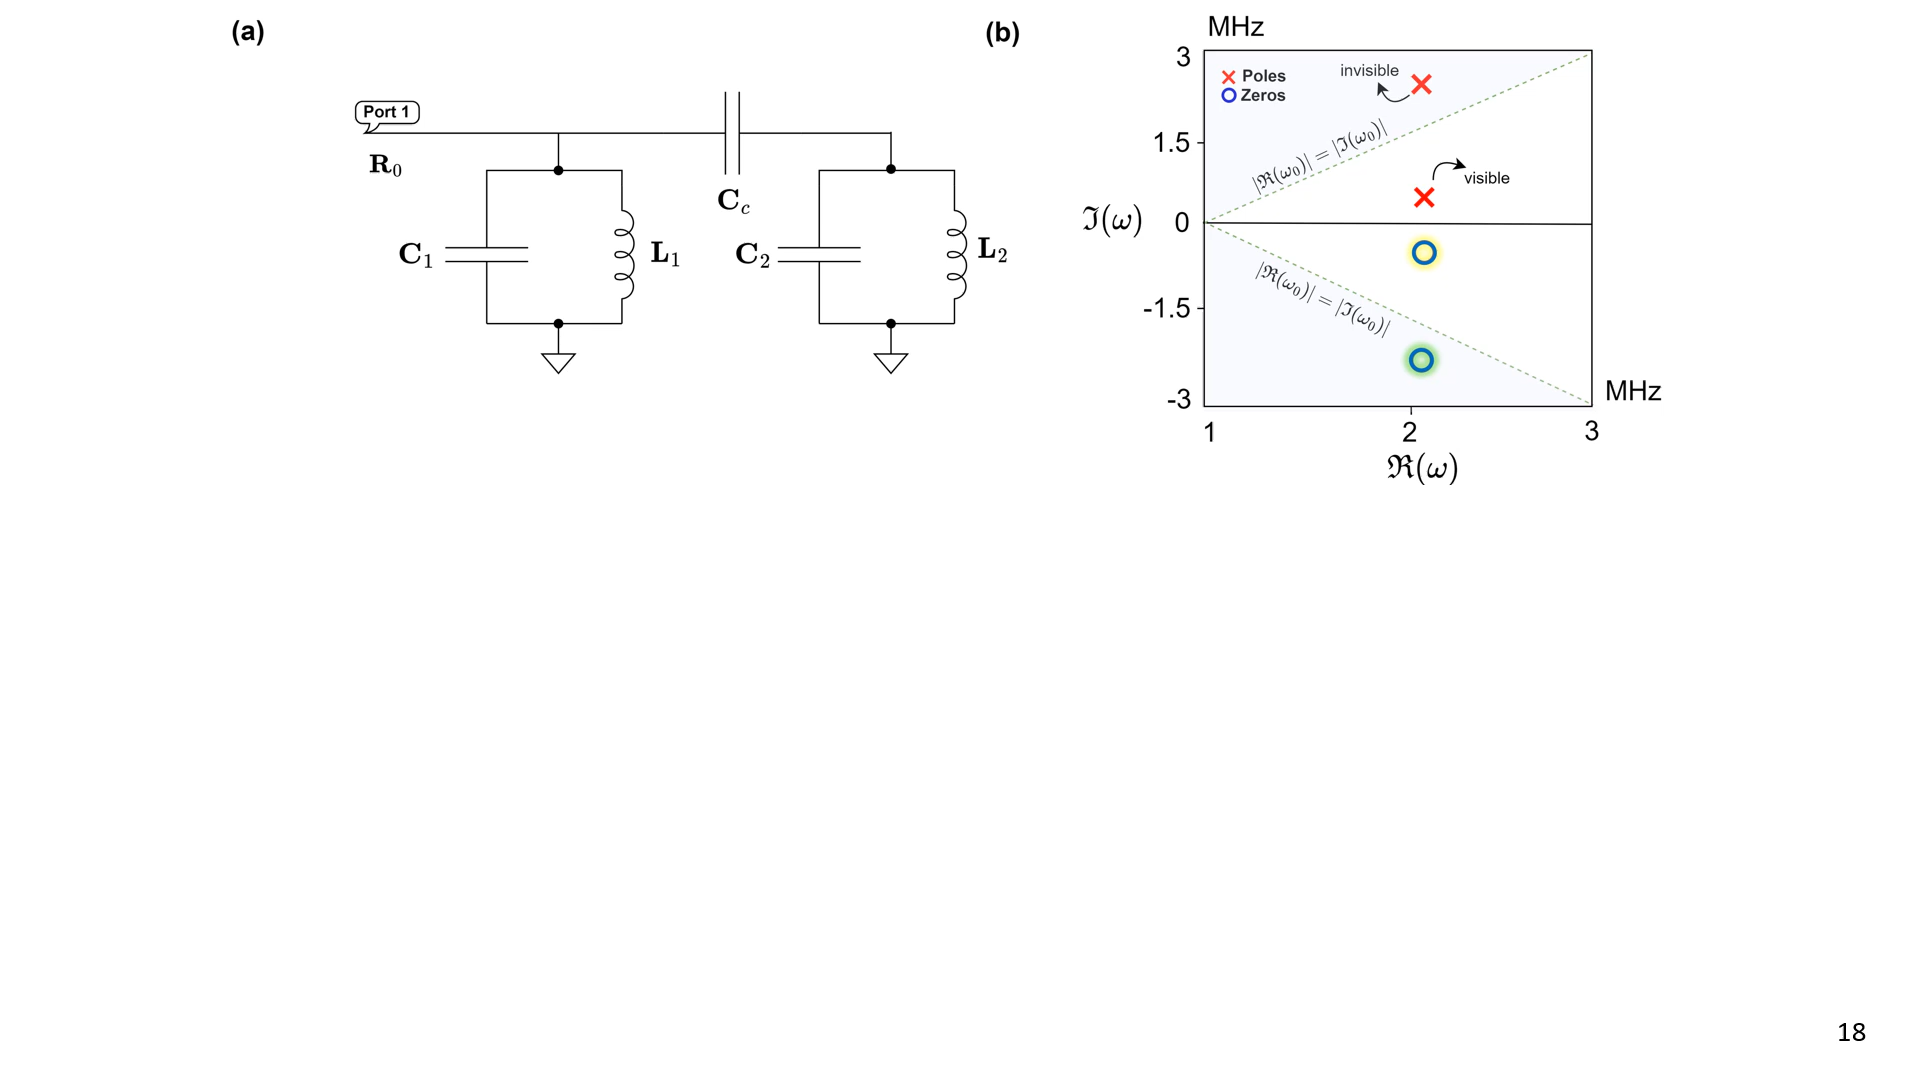 (a)
Port 1
R₀
C₁
L₁
C_c
C₂
L₂
(b)
MHz
3
1.5
0
-1.5
-3
ℑ(ω)
Poles
Zeros
invisible
|ℜ(ω₀)| = |ℑ(ω₀)|
visible
|ℜ(ω₀)| = |ℑ(ω₀)|
MHz
1 2 3
ℜ(ω)
18